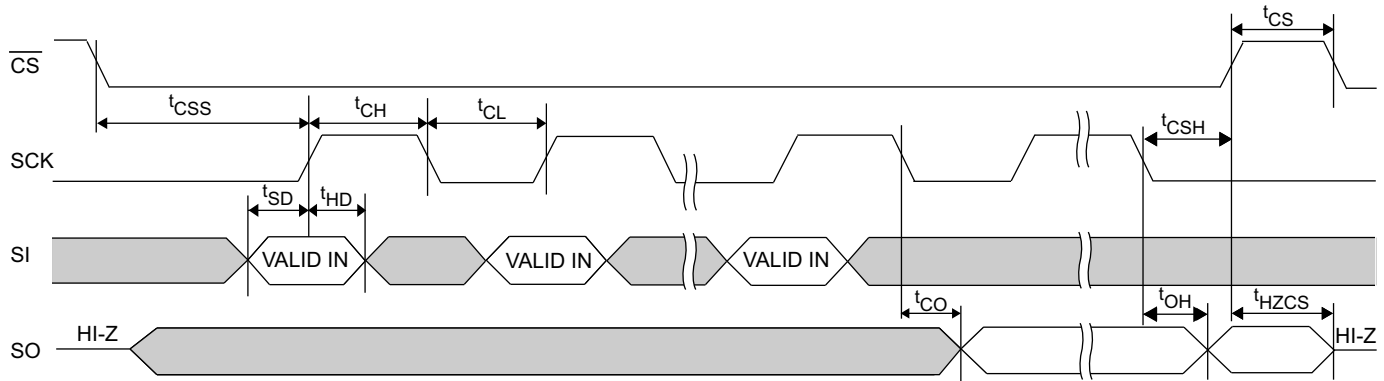 tCS
CS
tCSS
tCH
tCL
tCSH
SCK
tSD
tHD
SI
VALID IN
VALID IN
VALID IN
tCO
tOH
tHZCS
SO
HI-Z
HI-Z